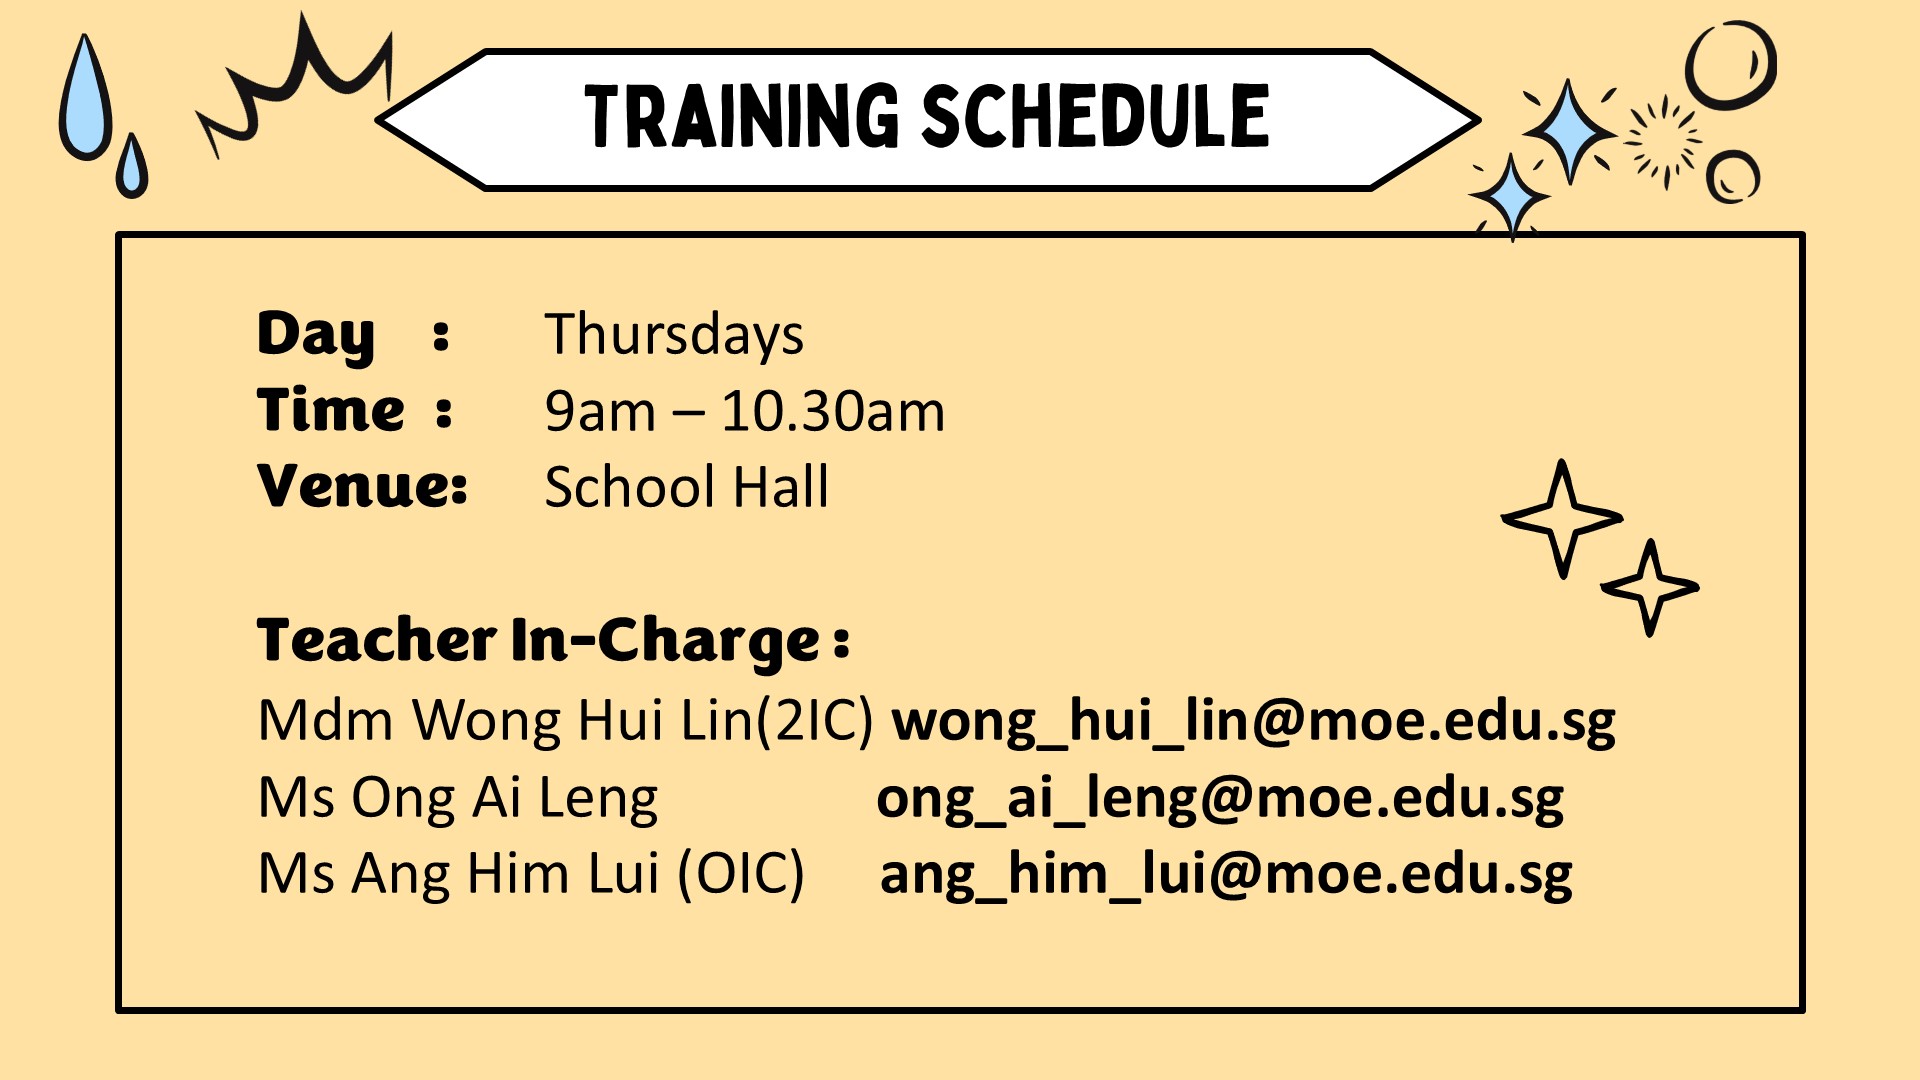 TRAINING SCHEDULE
Day : Thursdays
Time : 9am – 10.30am
Venue: School Hall
Teacher In-Charge :
Mdm Wong Hui Lin(2IC) wong_hui_lin@moe.edu.sg
Ms Ong Ai Leng ong_ai_leng@moe.edu.sg
Ms Ang Him Lui (OIC) ang_him_lui@moe.edu.sg